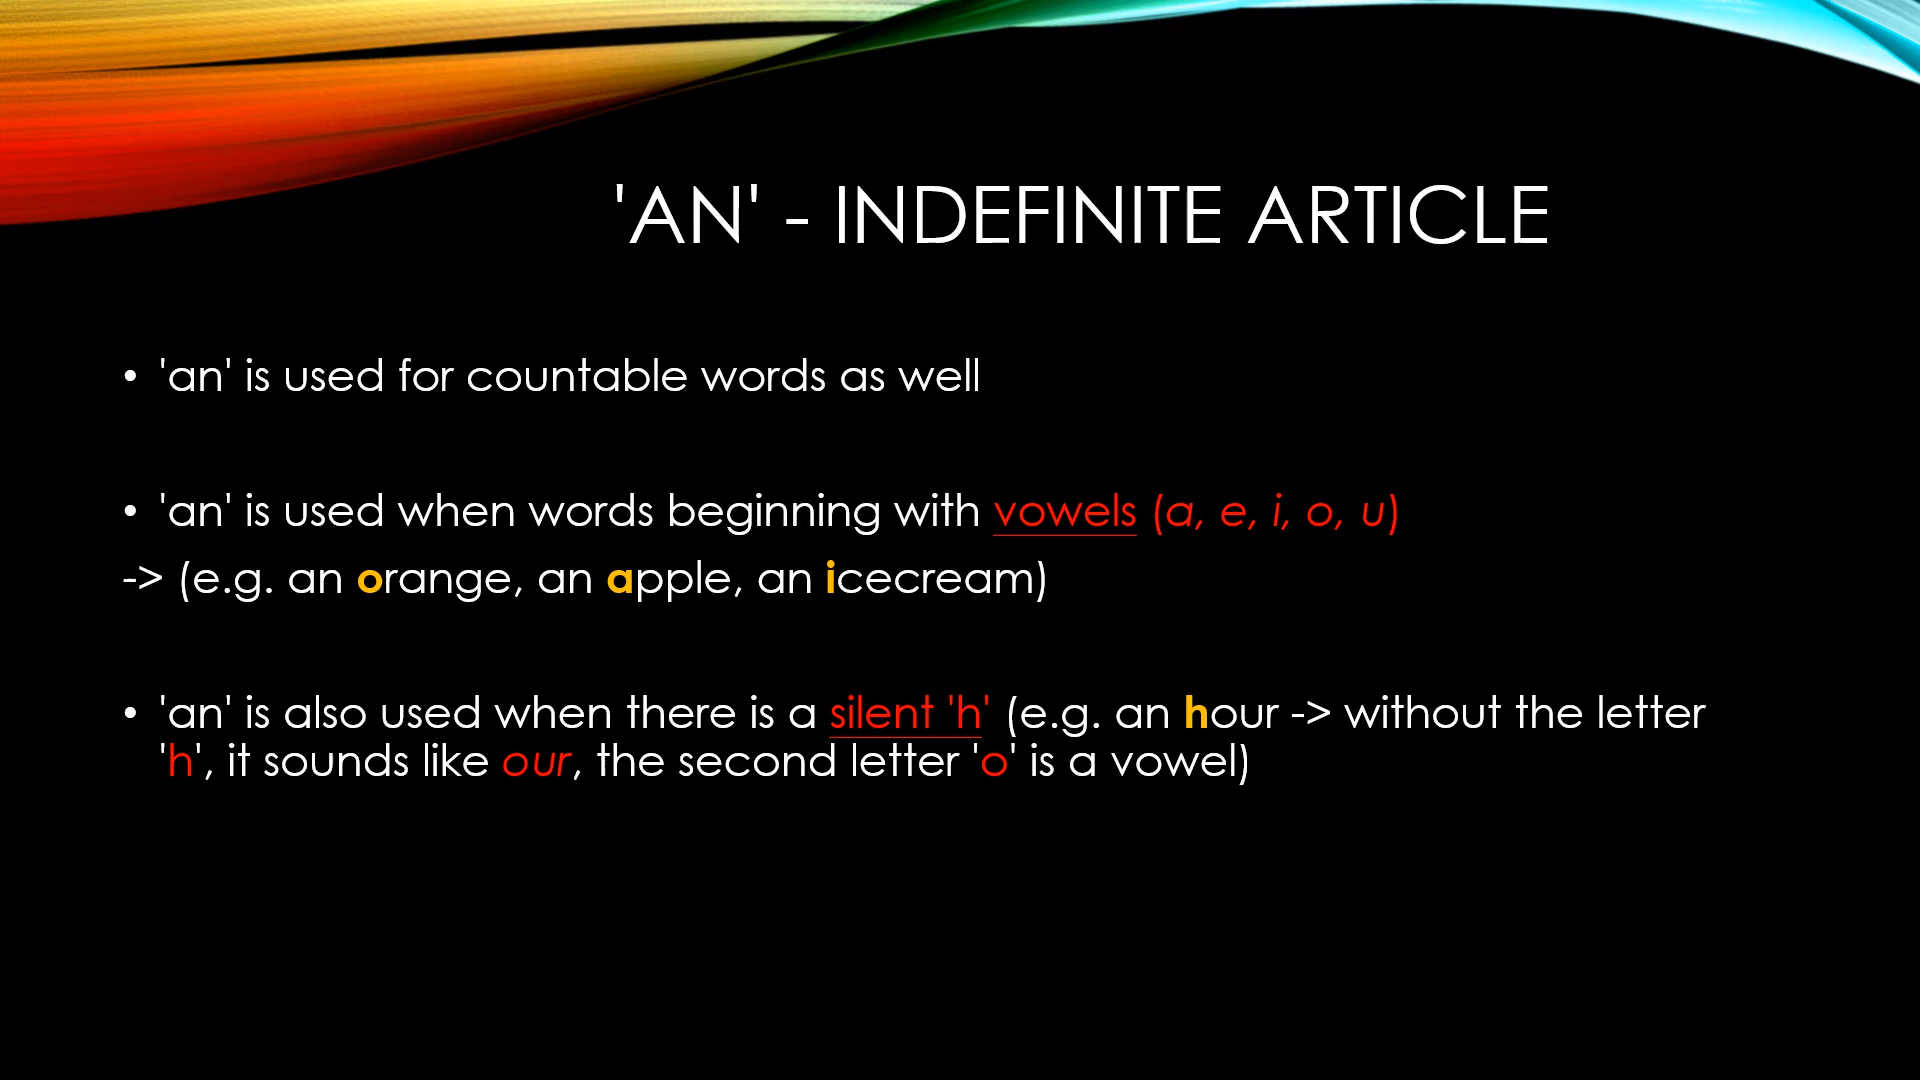 'AN' - INDEFINITE ARTICLE
• 'an' is used for countable words as well
• 'an' is used when words beginning with vowels (a, e, i, o, u)
-> (e.g. an orange, an apple, an icecream)
• 'an' is also used when there is a silent 'h' (e.g. an hour -> without the letter
'h', it sounds like our, the second letter 'o' is a vowel)